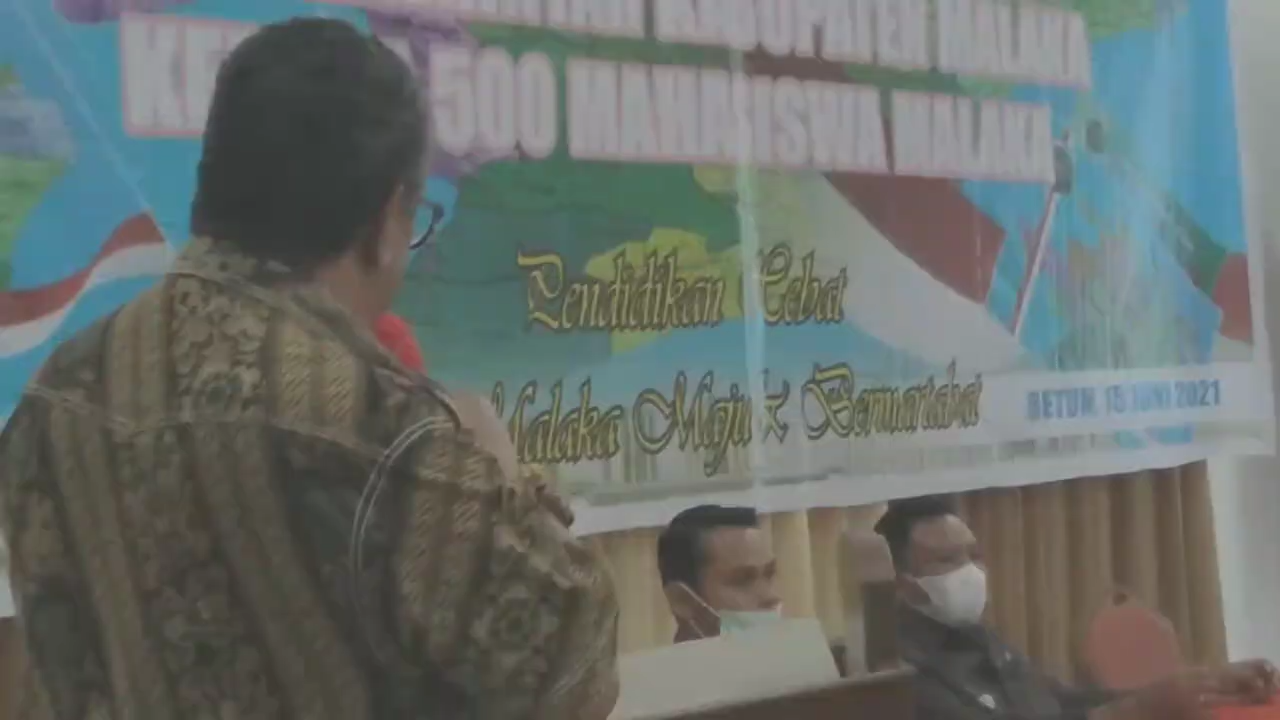 KABUPATEN MALAKA
500 MAHASISWA MALAKA
Pendidikan Hebat
Malaka Maju & Bermartabat
BETUN, 15 JUNI 2021